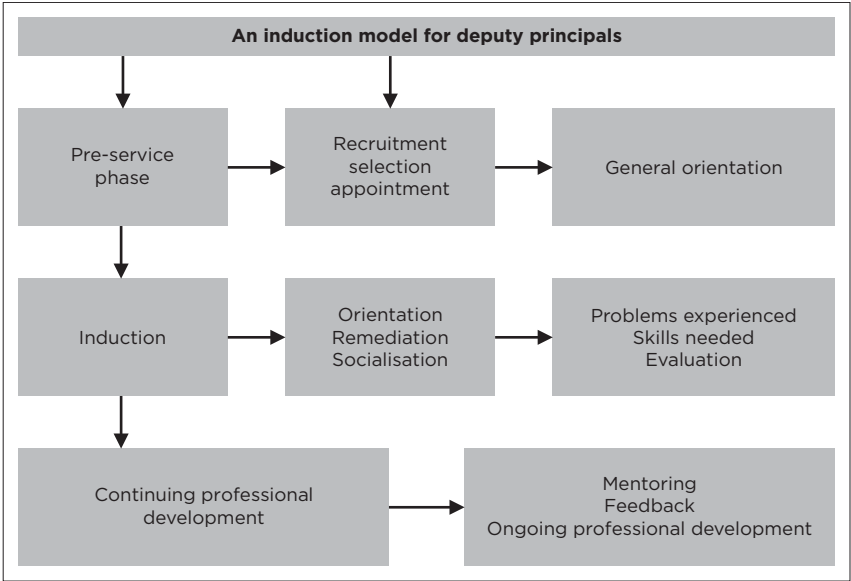 An induction model for deputy principals
Pre-service
phase
Recruitment
selection
appointment
General orientation
Induction
Orientation
Remediation
Socialisation
Problems experienced
Skills needed
Evaluation
Continuing professional
development
Mentoring
Feedback
Ongoing professional development